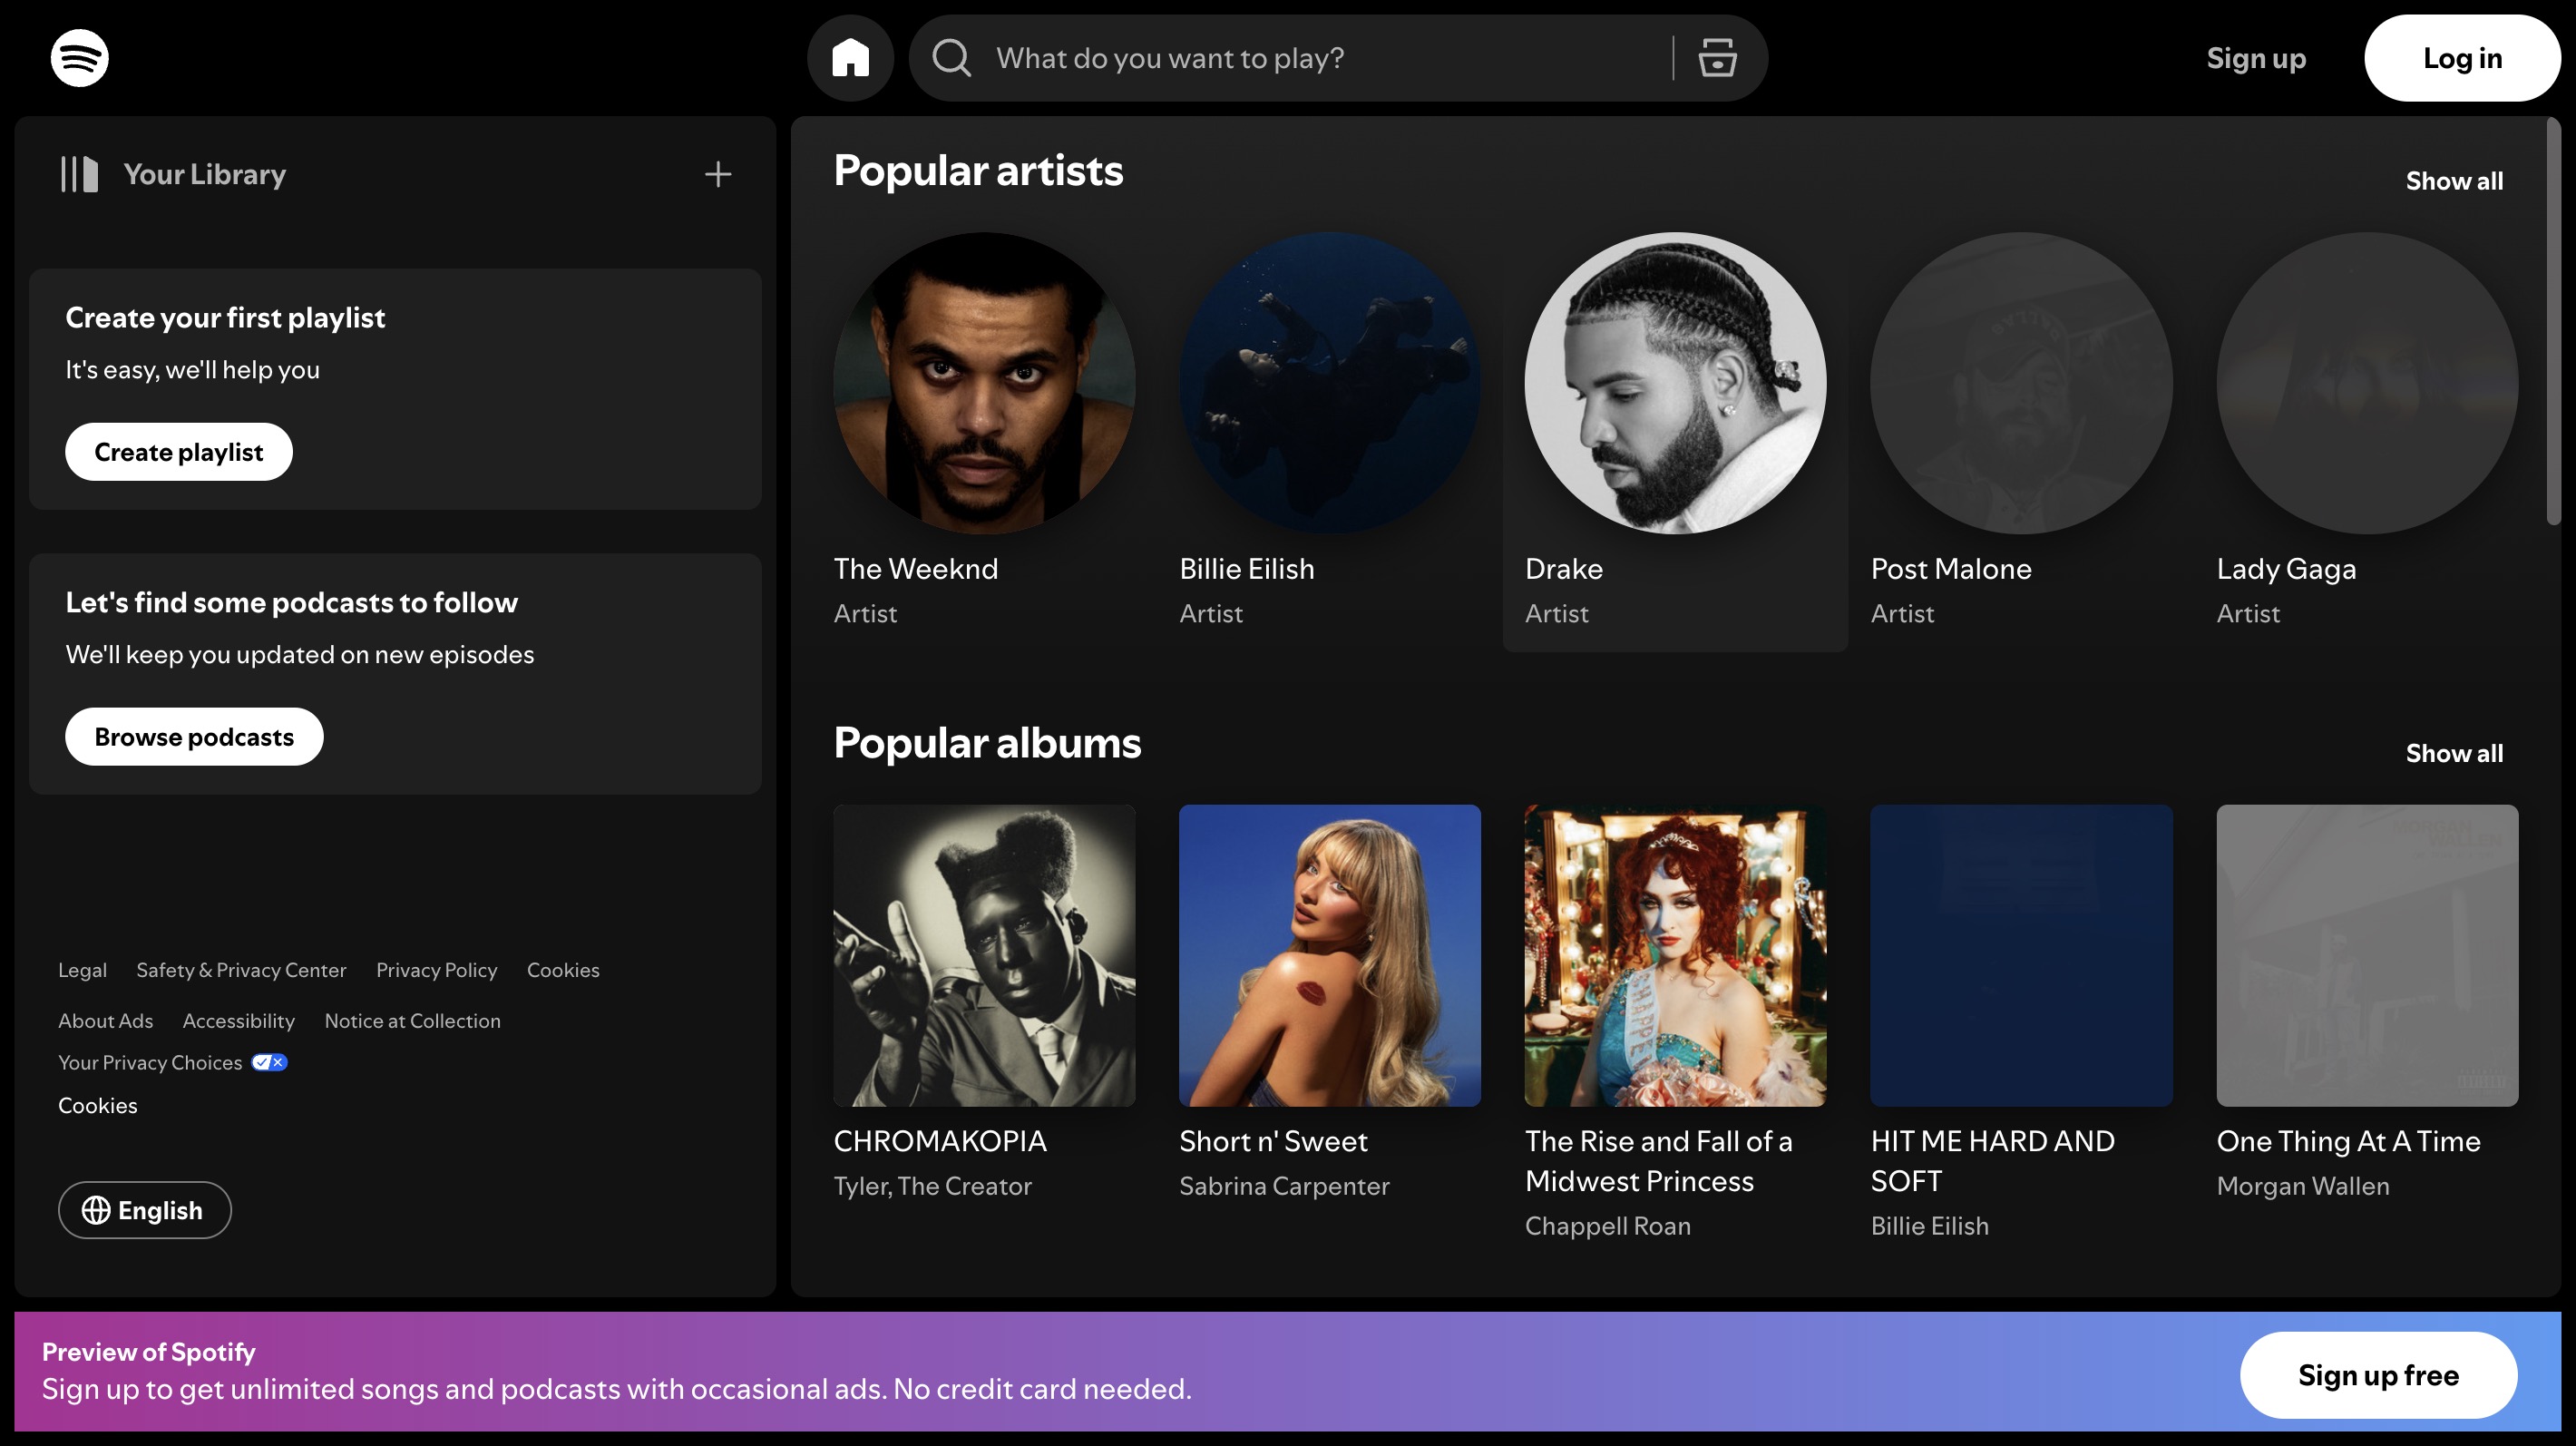 What do you want to play?
Sign up
Log in
Your Library
Create your first playlist
It's easy, we'll help you
Create playlist
Let's find some podcasts to follow
We'll keep you updated on new episodes
Browse podcasts
Legal Safety & Privacy Center Privacy Policy Cookies
About Ads Accessibility Notice at Collection
Your Privacy Choices
Cookies
English
Popular artists
Show all
The Weeknd
Artist
Billie Eilish
Artist
Drake
Artist
Post Malone
Artist
Lady Gaga
Artist
Popular albums
Show all
CHROMAKOPIA
Tyler, The Creator
Short n' Sweet
Sabrina Carpenter
The Rise and Fall of a
Midwest Princess
Chappell Roan
HIT ME HARD AND
SOFT
Billie Eilish
MORGAN
WALLEN
One Thing At A Time
Morgan Wallen
Preview of Spotify
Sign up to get unlimited songs and podcasts with occasional ads. No credit card needed.
Sign up free